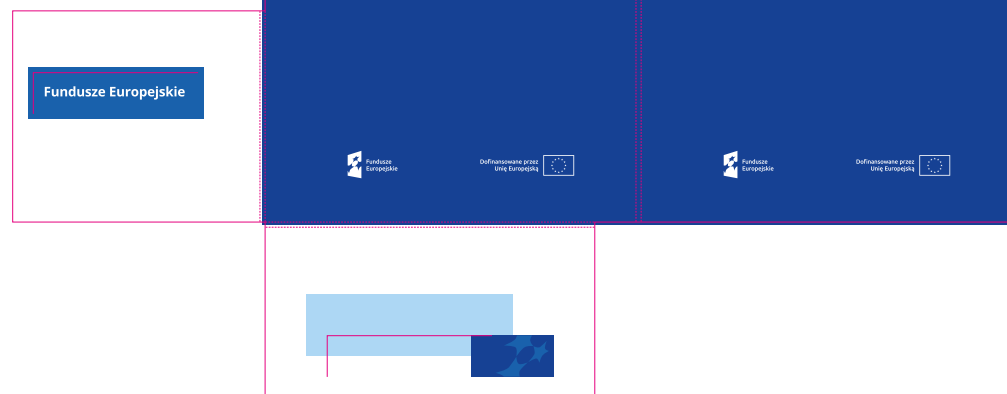 Fundusze Europejskie
Fundusze
Europejskie
Dofinansowane przez
Unię Europejską
Fundusze
Europejskie
Dofinansowane przez
Unię Europejską